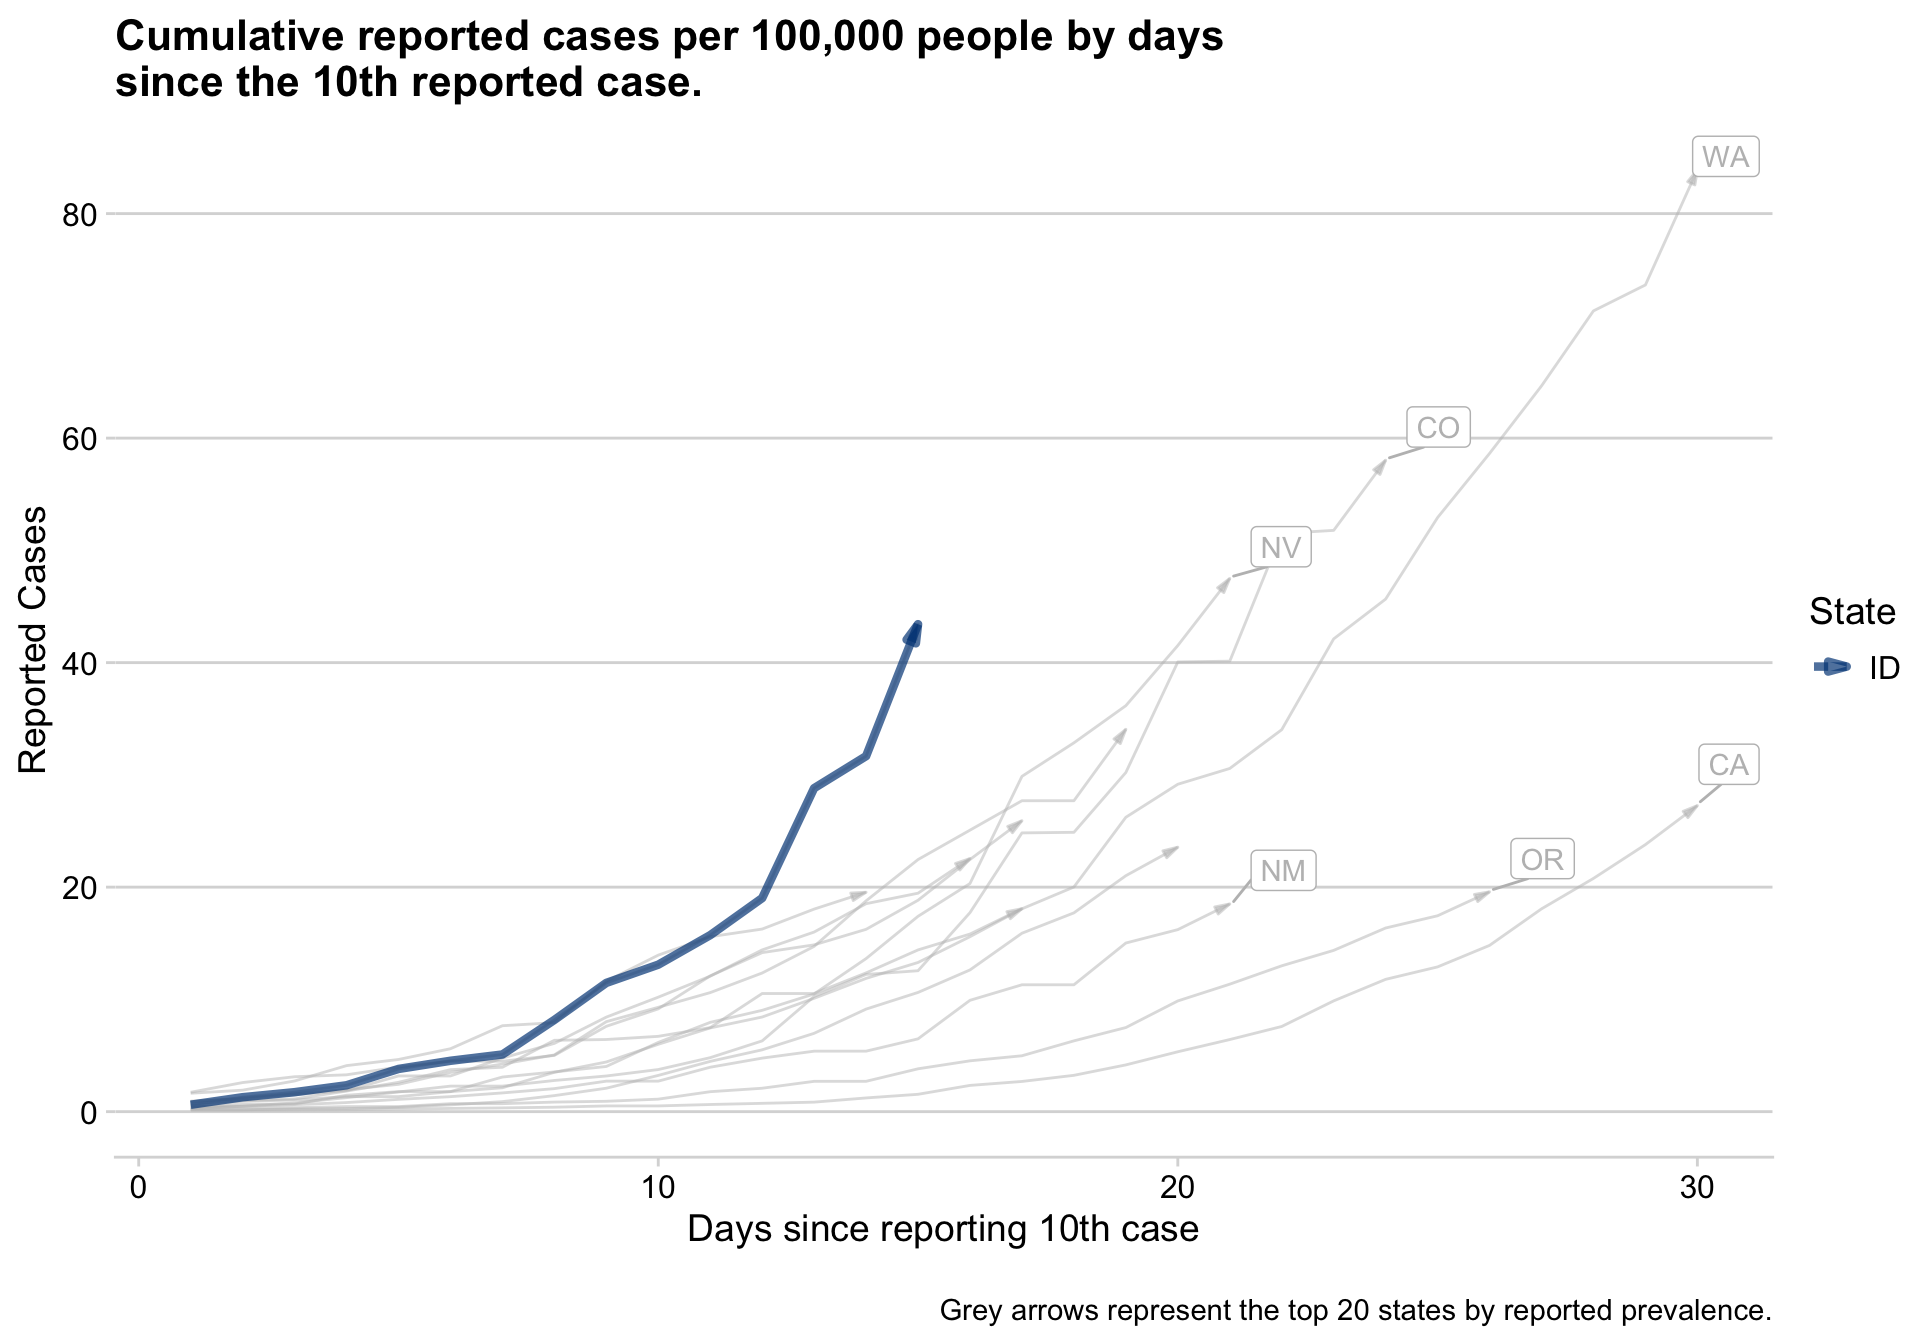 Cumulative reported cases per 100,000 people by days
since the 10th reported case.
WA
80
CO
60
NV
State
ID
40
CA
OR
NM
20
0
Reported Cases
0 10 20 30
Days since reporting 10th case
Grey arrows represent the top 20 states by reported prevalence.